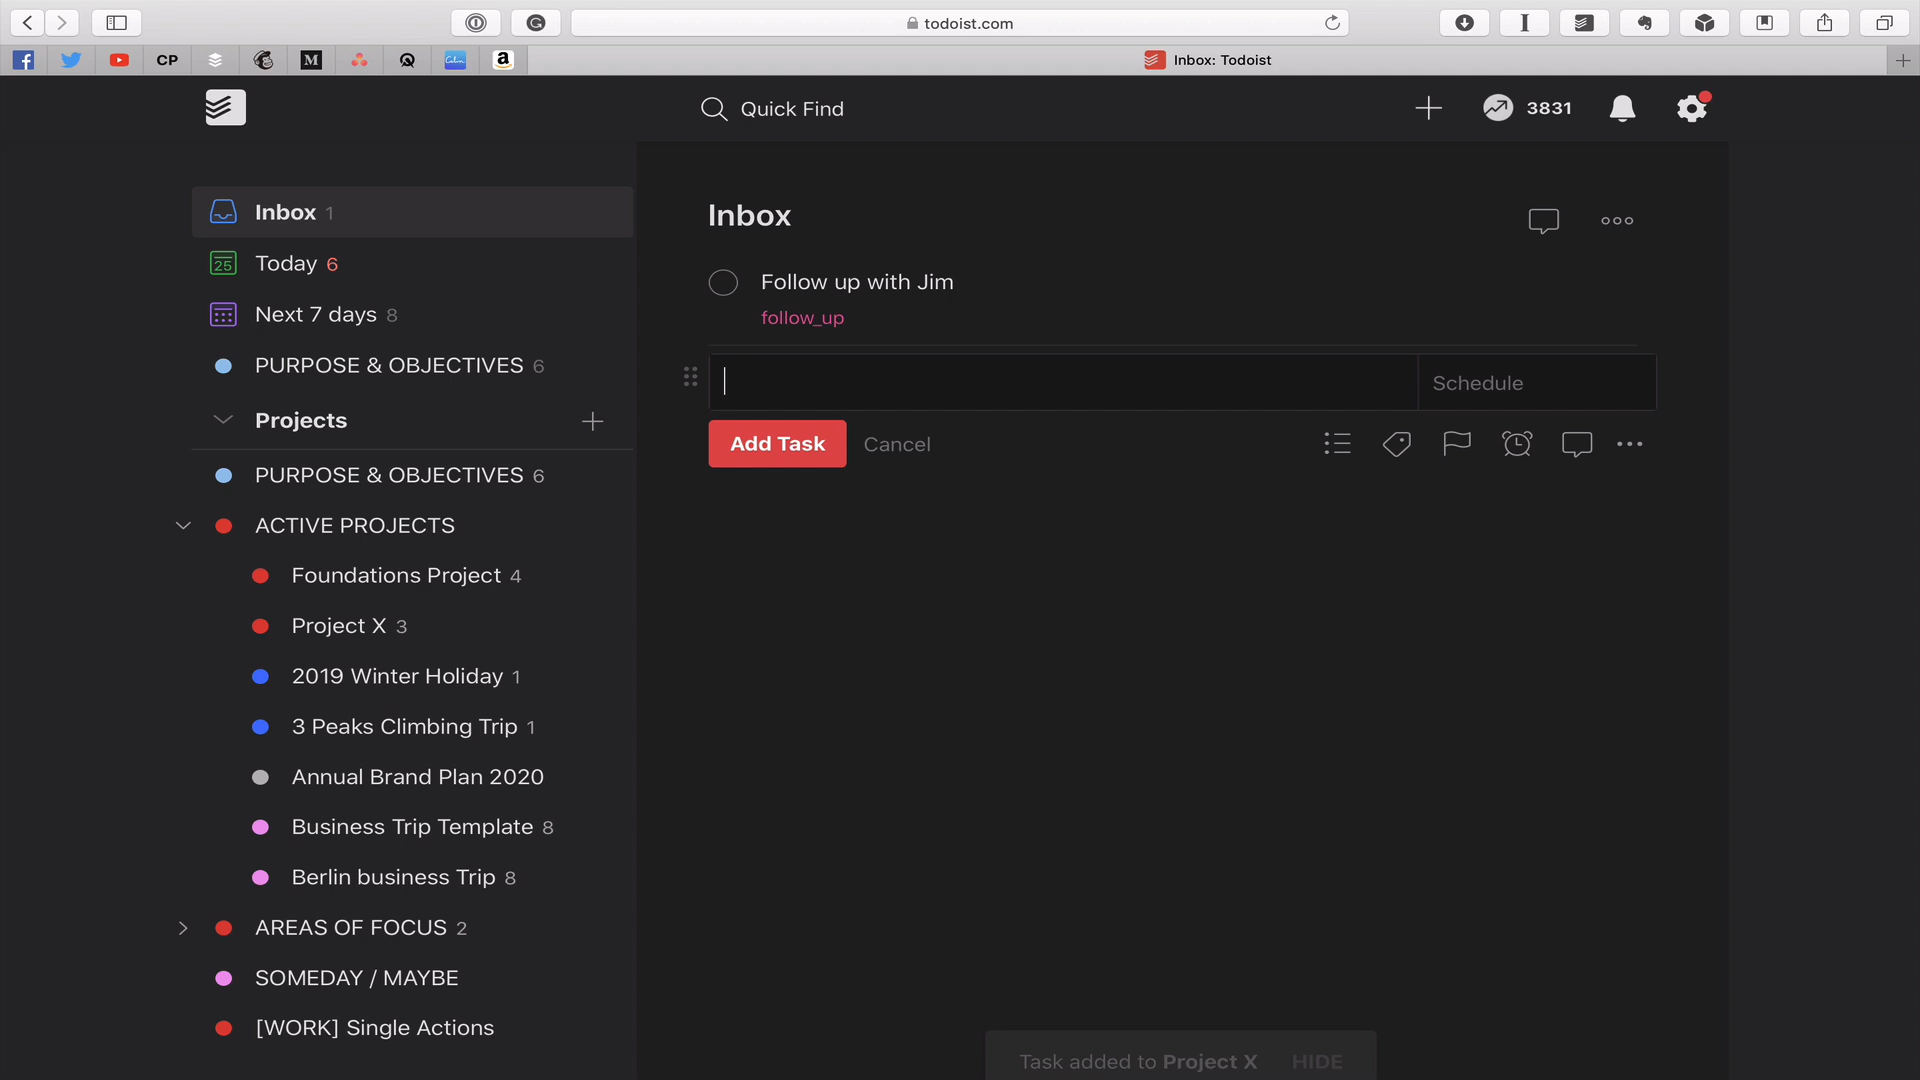 todoist.com
CP
M
Calm
a
Inbox: Todoist
Quick Find
3831
Inbox 1
25 Today 6
Next 7 days 8
PURPOSE & OBJECTIVES 6
Projects
PURPOSE & OBJECTIVES 6
ACTIVE PROJECTS
Foundations Project 4
Project X 3
2019 Winter Holiday 1
3 Peaks Climbing Trip 1
Annual Brand Plan 2020
Business Trip Template 8
Berlin business Trip 8
AREAS OF FOCUS 2
SOMEDAY / MAYBE
[WORK] Single Actions
Inbox
Follow up with Jim
follow_up
Schedule
Add Task Cancel
Task added to Project X HIDE